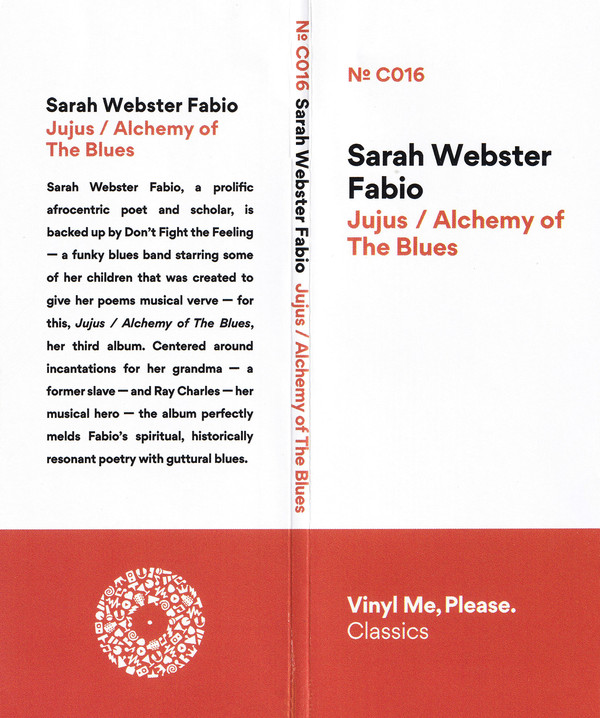 Sarah Webster Fabio
Jujus / Alchemy of
The Blues
Sarah Webster Fabio, a prolific
afrocentric poet and scholar, is
backed up by Don’t Fight the Feeling
— a funky blues band starring some
of her children that was created to
give her poems musical verve — for
this, Jujus / Alchemy of The Blues,
her third album. Centered around
incantations for her grandma — a
former slave — and Ray Charles — her
musical hero — the album perfectly
melds Fabio’s spiritual, historically
resonant poetry with guttural blues.
№ C016 Sarah Webster Fabio Jujus / Alchemy of The Blues
№ C016
Sarah Webster
Fabio
Jujus / Alchemy of
The Blues
Vinyl Me, Please.
Classics